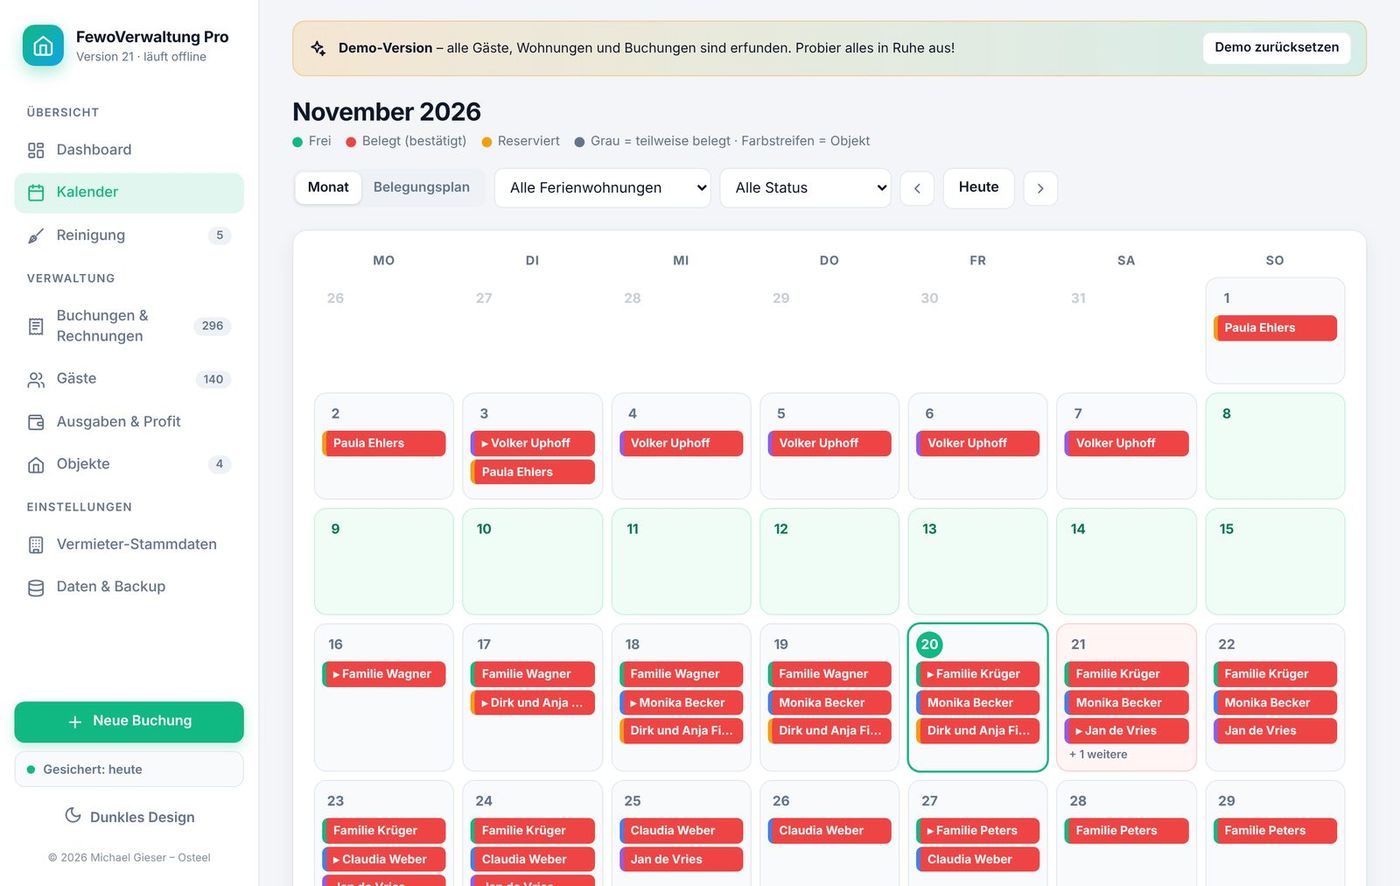 FewoVerwaltung Pro
Version 21 · läuft offline
ÜBERSICHT
Dashboard
Kalender
Reinigung 5
VERWALTUNG
Buchungen &
Rechnungen 296
Gäste 140
Ausgaben & Profit
Objekte 4
EINSTELLUNGEN
Vermieter-Stammdaten
Daten & Backup
Neue Buchung
Gesichert: heute
Dunkles Design
© 2026 Michael Gieser – Osteel
Demo-Version – alle Gäste, Wohnungen und Buchungen sind erfunden. Probier alles in Ruhe aus! Demo zurücksetzen
November 2026
Frei Belegt (bestätigt) Reserviert Grau = teilweise belegt · Farbstreifen = Objekt
Monat Belegungsplan Alle Ferienwohnungen Alle Status Heute
MO DI MI DO FR SA SO
26 27 28 29 30 31 1
Paula Ehlers
2 3 4 5 6 7 8
Paula Ehlers ▸ Volker Uphoff Volker Uphoff Volker Uphoff Volker Uphoff Volker Uphoff
Paula Ehlers
9 10 11 12 13 14 15
16 17 18 19 20 21 22
▸ Familie Wagner Familie Wagner Familie Wagner Familie Wagner ▸ Familie Krüger Familie Krüger Familie Krüger
▸ Dirk und Anja ... ▸ Monika Becker Monika Becker Monika Becker Monika Becker Monika Becker
Dirk und Anja Fi... Dirk und Anja Fi... Dirk und Anja Fi... ▸ Jan de Vries Jan de Vries
+ 1 weitere
23 24 25 26 27 28 29
Familie Krüger Familie Krüger Claudia Weber Claudia Weber ▸ Familie Peters Familie Peters Familie Peters
▸ Claudia Weber Claudia Weber Jan de Vries Claudia Weber
Jan de Vries Jan de Vries